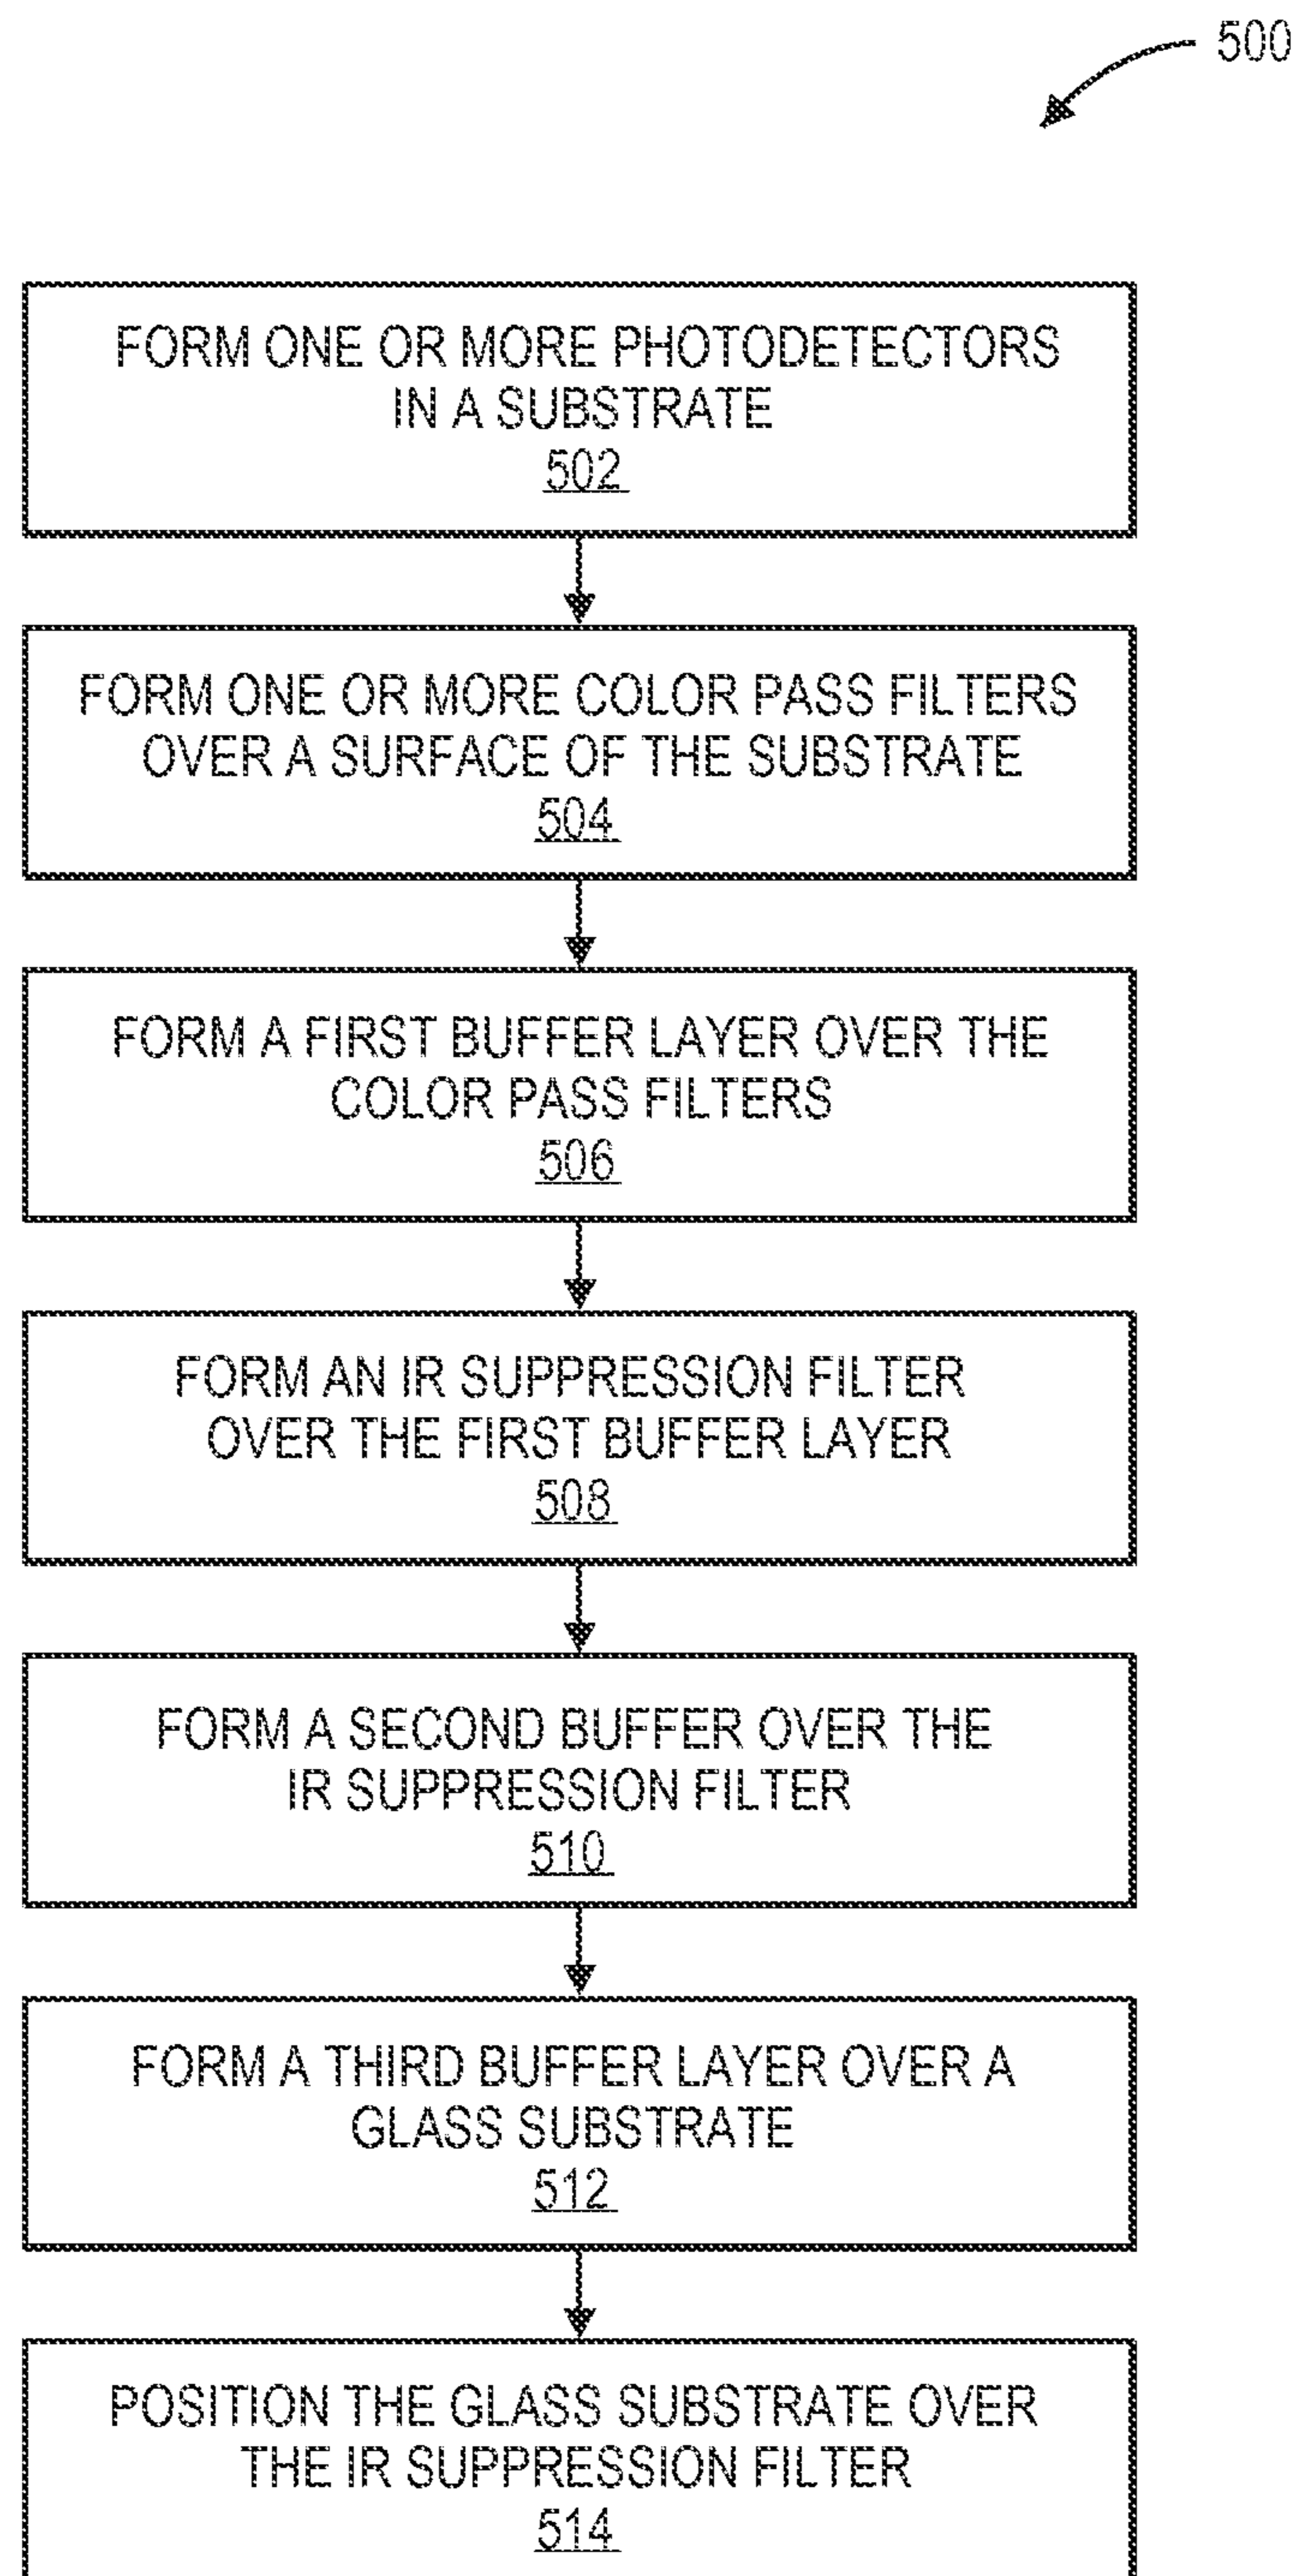 500
FORM ONE OR MORE PHOTODETECTORS
IN A SUBSTRATE
502
FORM ONE OR MORE COLOR PASS FILTERS
OVER A SURFACE OF THE SUBSTRATE
504
FORM A FIRST BUFFER LAYER OVER THE
COLOR PASS FILTERS
506
FORM AN IR SUPPRESSION FILTER
OVER THE FIRST BUFFER LAYER
508
FORM A SECOND BUFFER OVER THE
IR SUPPRESSION FILTER
510
FORM A THIRD BUFFER LAYER OVER A
GLASS SUBSTRATE
512
POSITION THE GLASS SUBSTRATE OVER
THE IR SUPPRESSION FILTER
514